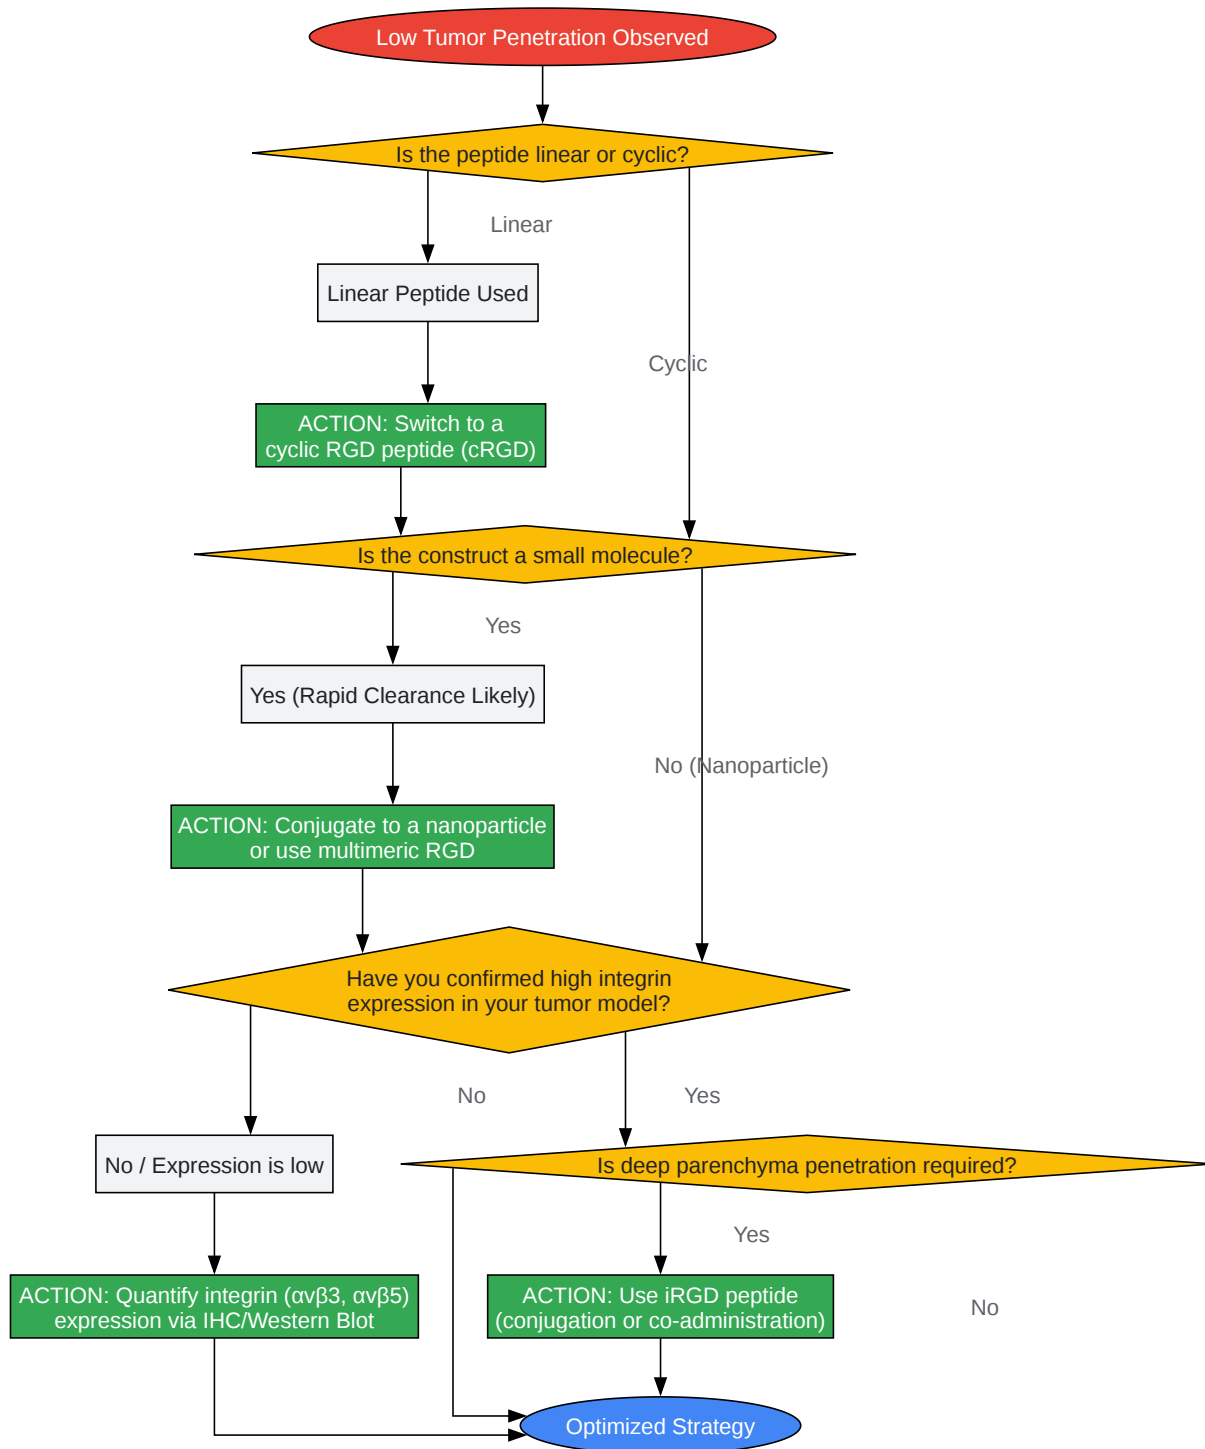 Low Tumor Penetration Observed
Is the peptide linear or cyclic?
Linear
Linear Peptide Used
Cyclic
ACTION: Switch to a
cyclic RGD peptide (cRGD)
Is the construct a small molecule?
Yes
Yes (Rapid Clearance Likely)
No (Nanoparticle)
ACTION: Conjugate to a nanoparticle
or use multimeric RGD
Have you confirmed high integrin
expression in your tumor model?
No
Yes
No / Expression is low
Is deep parenchyma penetration required?
Yes
ACTION: Quantify integrin (αvβ3, αvβ5)
expression via IHC/Western Blot
ACTION: Use iRGD peptide
(conjugation or co-administration)
No
Optimized Strategy